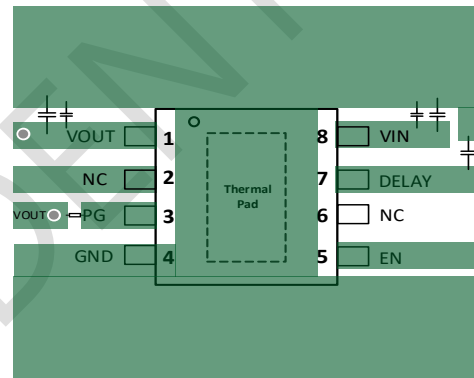 VOUT 1 8 VIN
NC 2 7 DELAY
Thermal
Pad
VOUT PG 3 6 NC
GND 4 5 EN